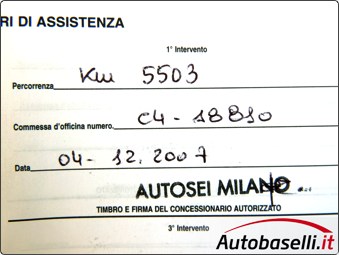 RI DI ASSISTENZA
1° Intervento
Percorrenza Km 5503
Commessa d'officina numero. C4-18810
Data 04-12.2007
AUTOSEI MILANO
TIMBRO E FIRMA DEL CONCESSIONARIO AUTORIZZATO
3° Intervento
Autobaselli.it